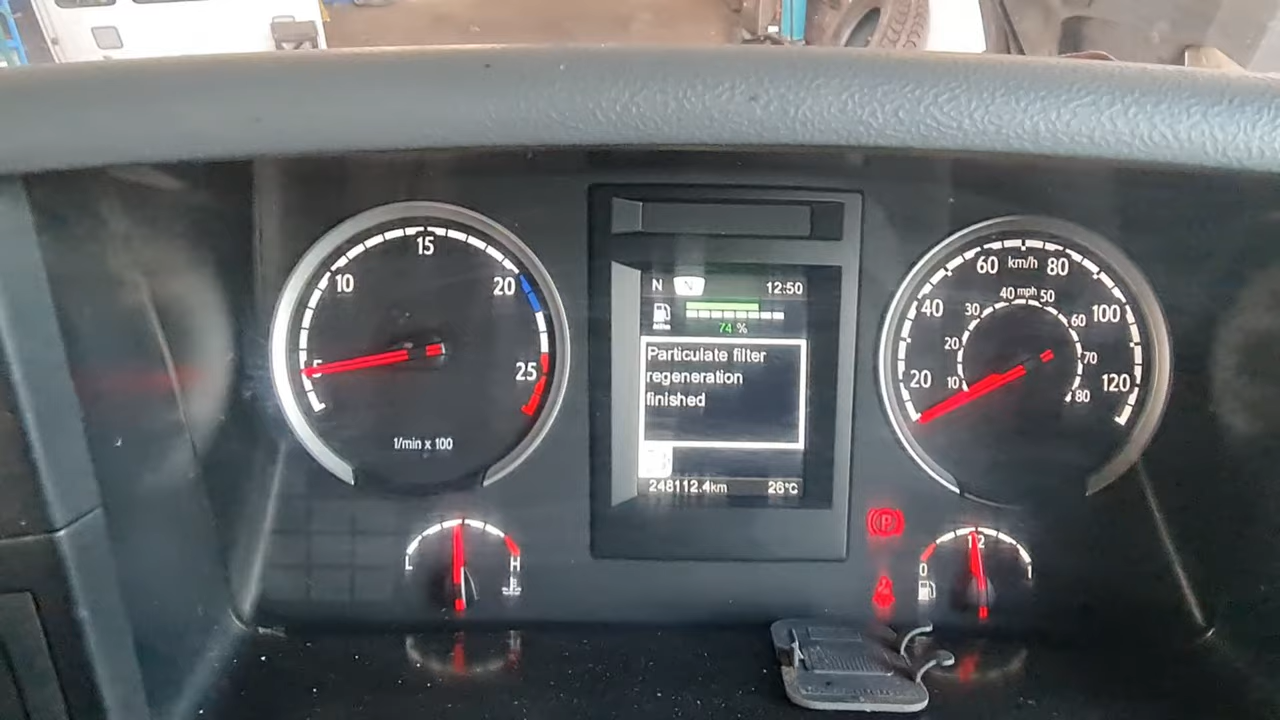 15
10
20
5
25
1/min x 100
N N 12:50
74 %
Particulate filter
regeneration
finished
248112.4km 26°C
60 km/h 80
40 mph 50
40 30 60 100
20 70
20 10 80 120
L H
P
0 1/2 1